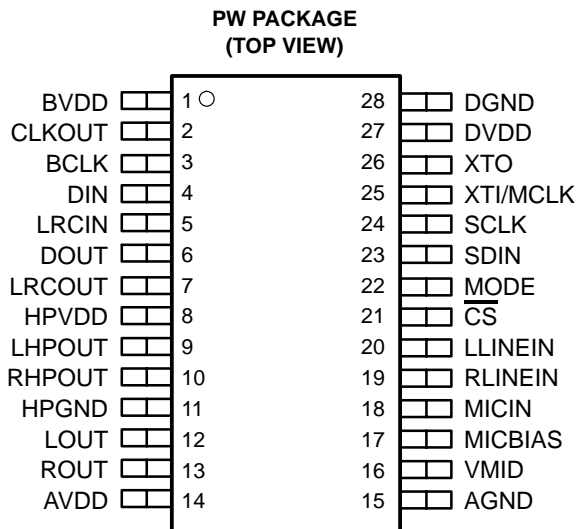 PW PACKAGE
(TOP VIEW)
BVDD 1 28 DGND
CLKOUT 2 27 DVDD
BCLK 3 26 XTO
DIN 4 25 XTI/MCLK
LRCIN 5 24 SCLK
DOUT 6 23 SDIN
LRCOUT 7 22 MODE
HPVDD 8 21 C̅S̅
LHPOUT 9 20 LLINEIN
RHPOUT 10 19 RLINEIN
HPGND 11 18 MICIN
LOUT 12 17 MICBIAS
ROUT 13 16 VMID
AVDD 14 15 AGND